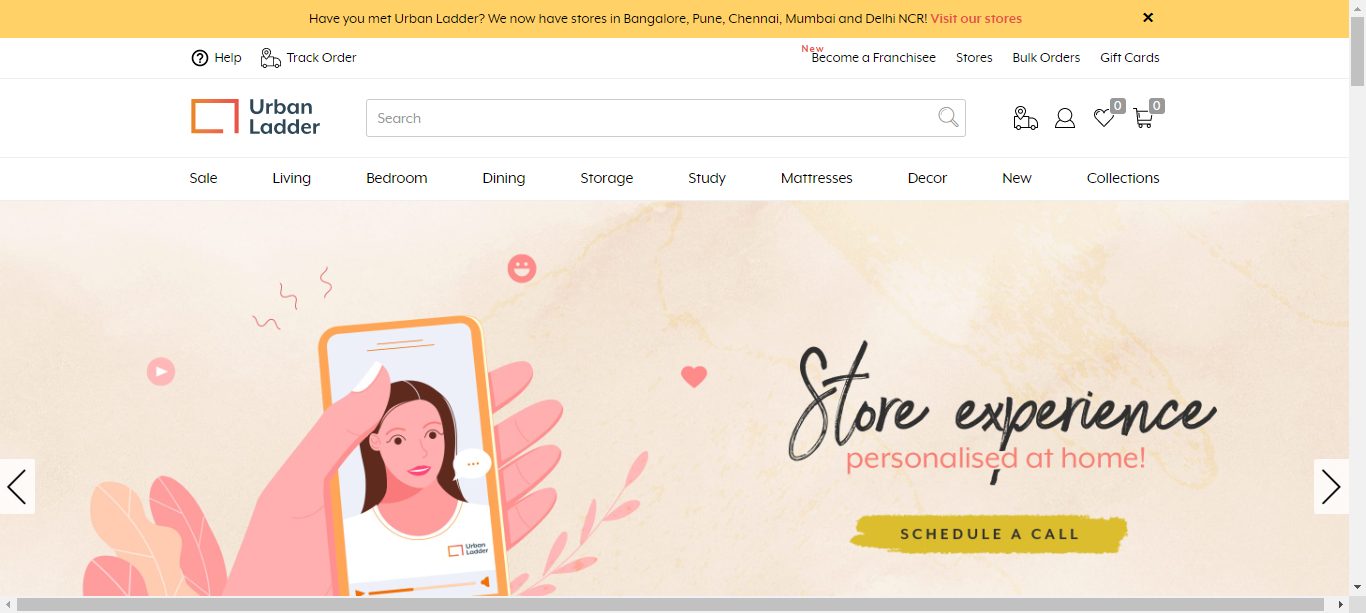 Have you met Urban Ladder? We now have stores in Bangalore, Pune, Chennai, Mumbai and Delhi NCR! Visit our stores
Help Track Order New Become a Franchisee Stores Bulk Orders Gift Cards
Urban
Ladder
Search
0 0
Sale Living Bedroom Dining Storage Study Mattresses Decor New Collections
Store experience
personalised at home!
SCHEDULE A CALL
Urban
Ladder